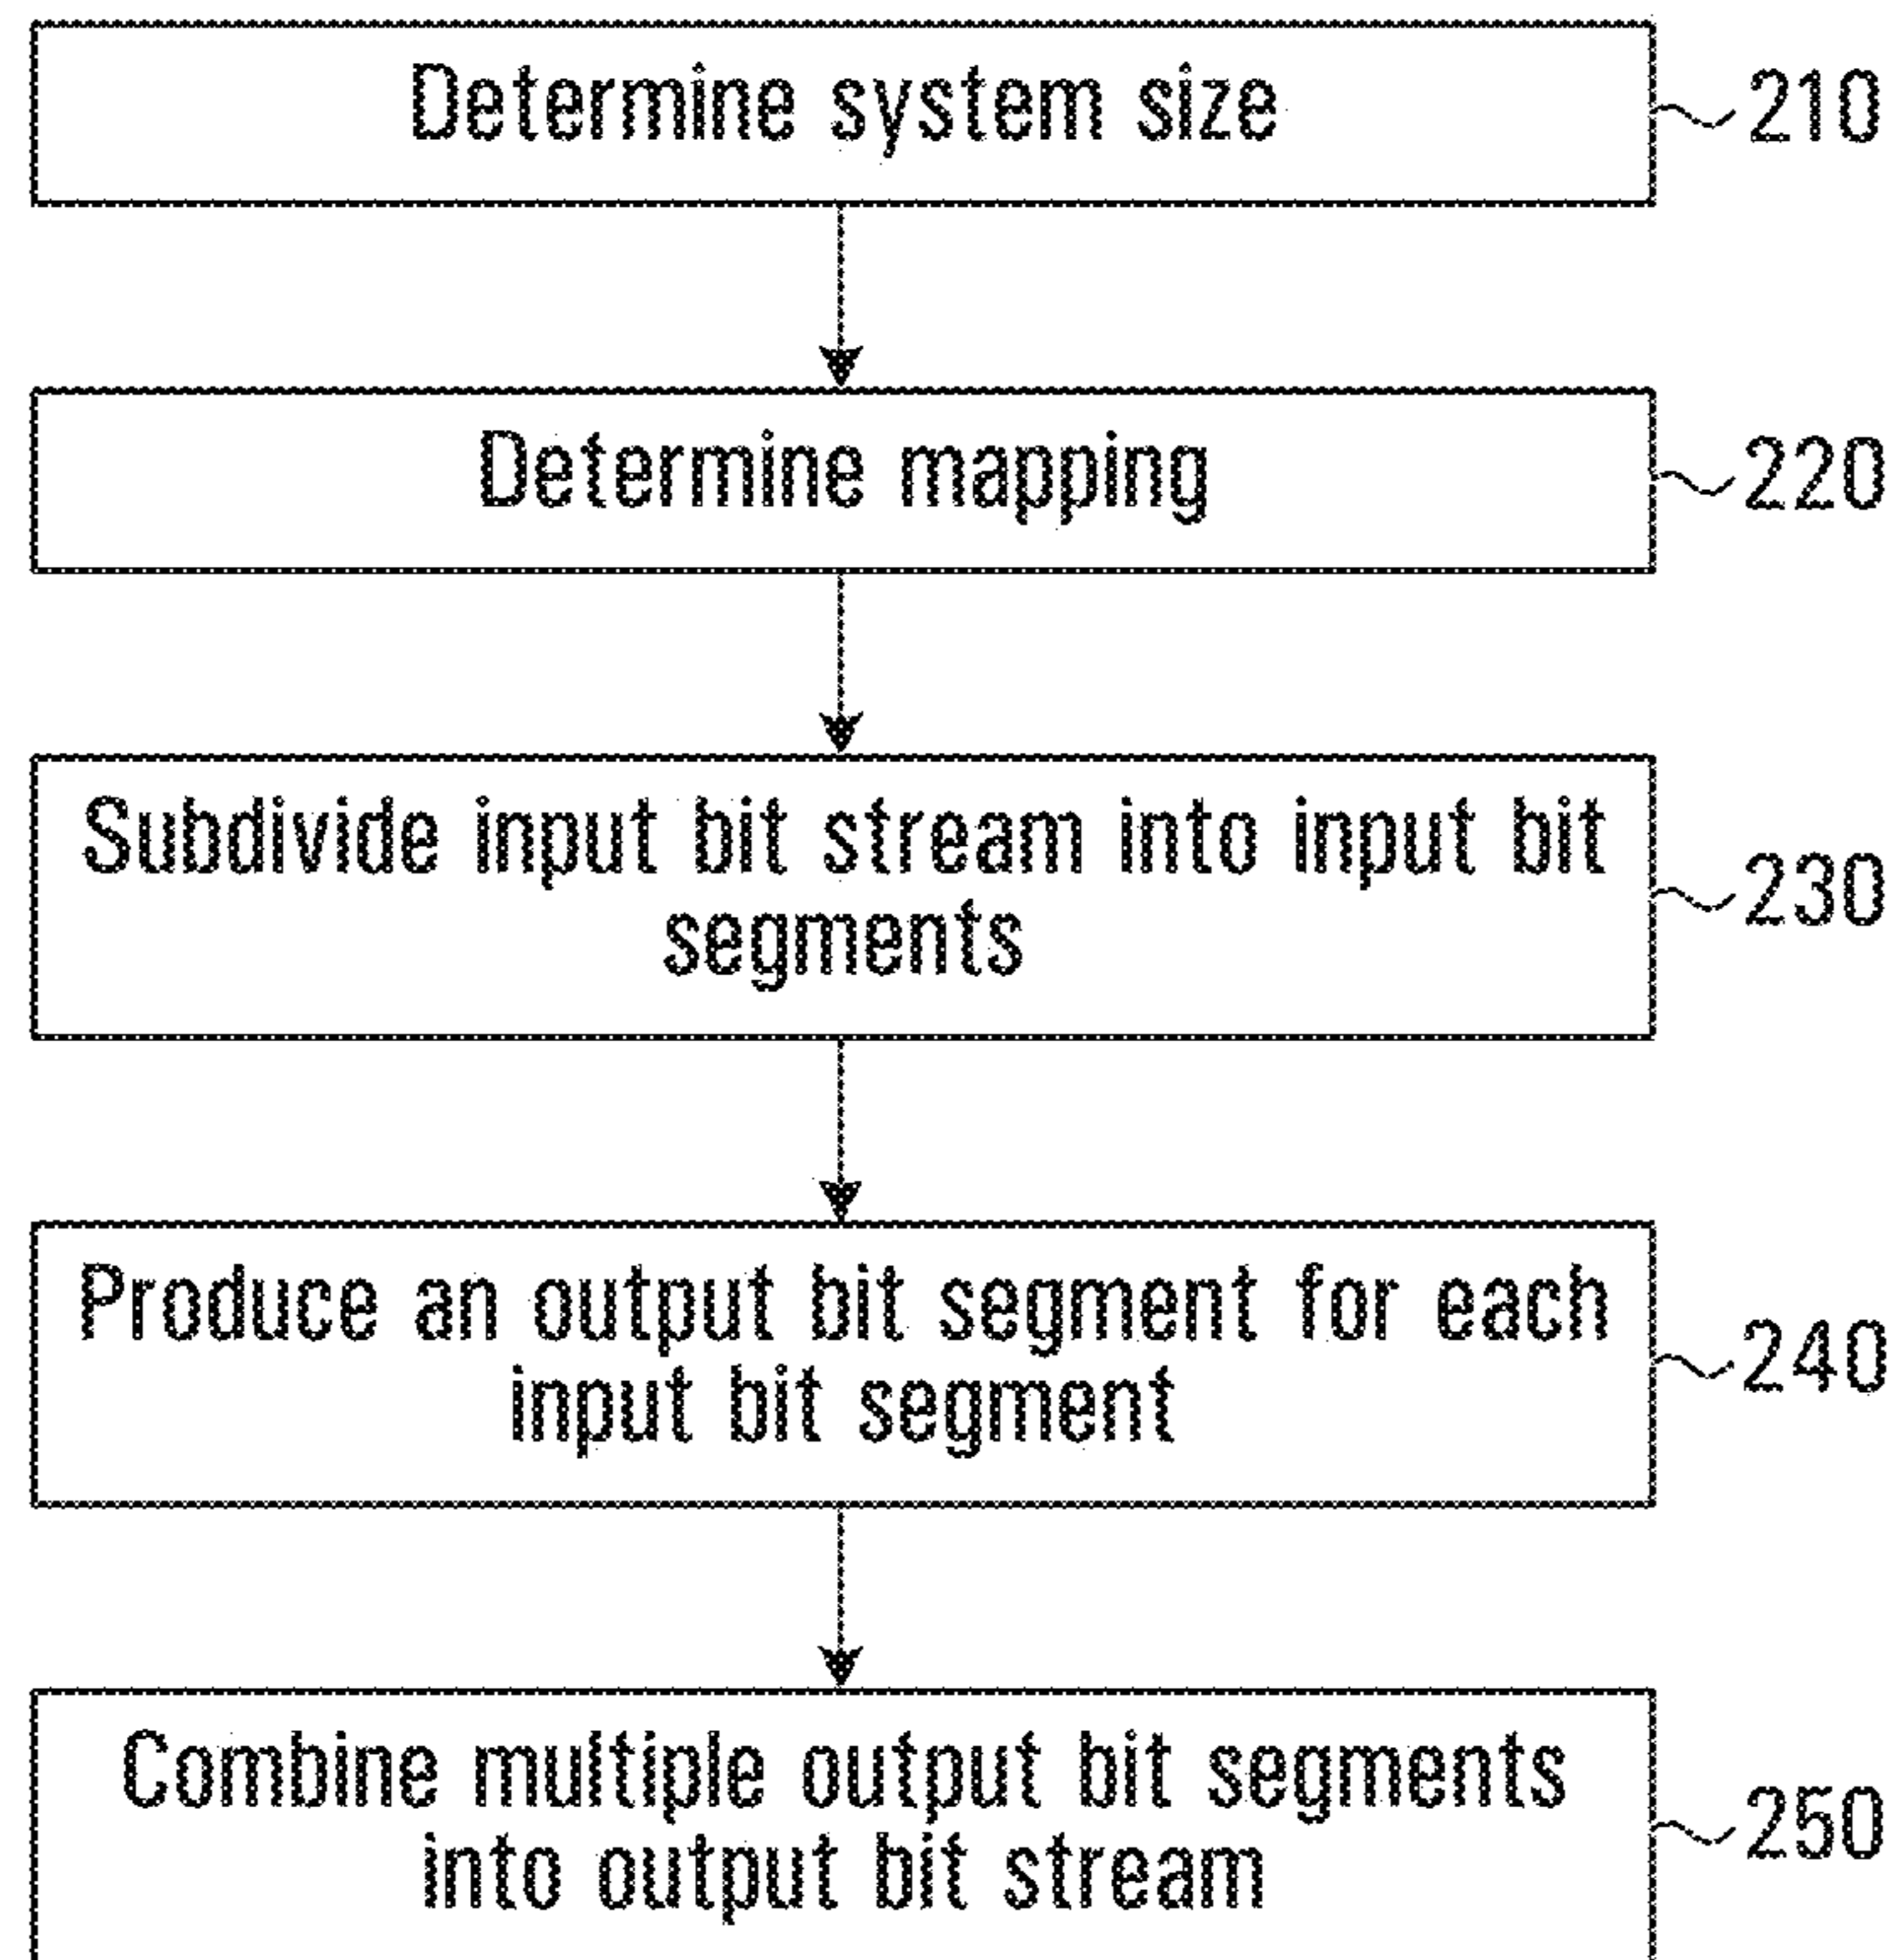 Determine system size
210
Determine mapping
220
Subdivide input bit stream into input bit
segments
230
Produce an output bit segment for each
input bit segment
240
Combine multiple output bit segments
into output bit stream
250